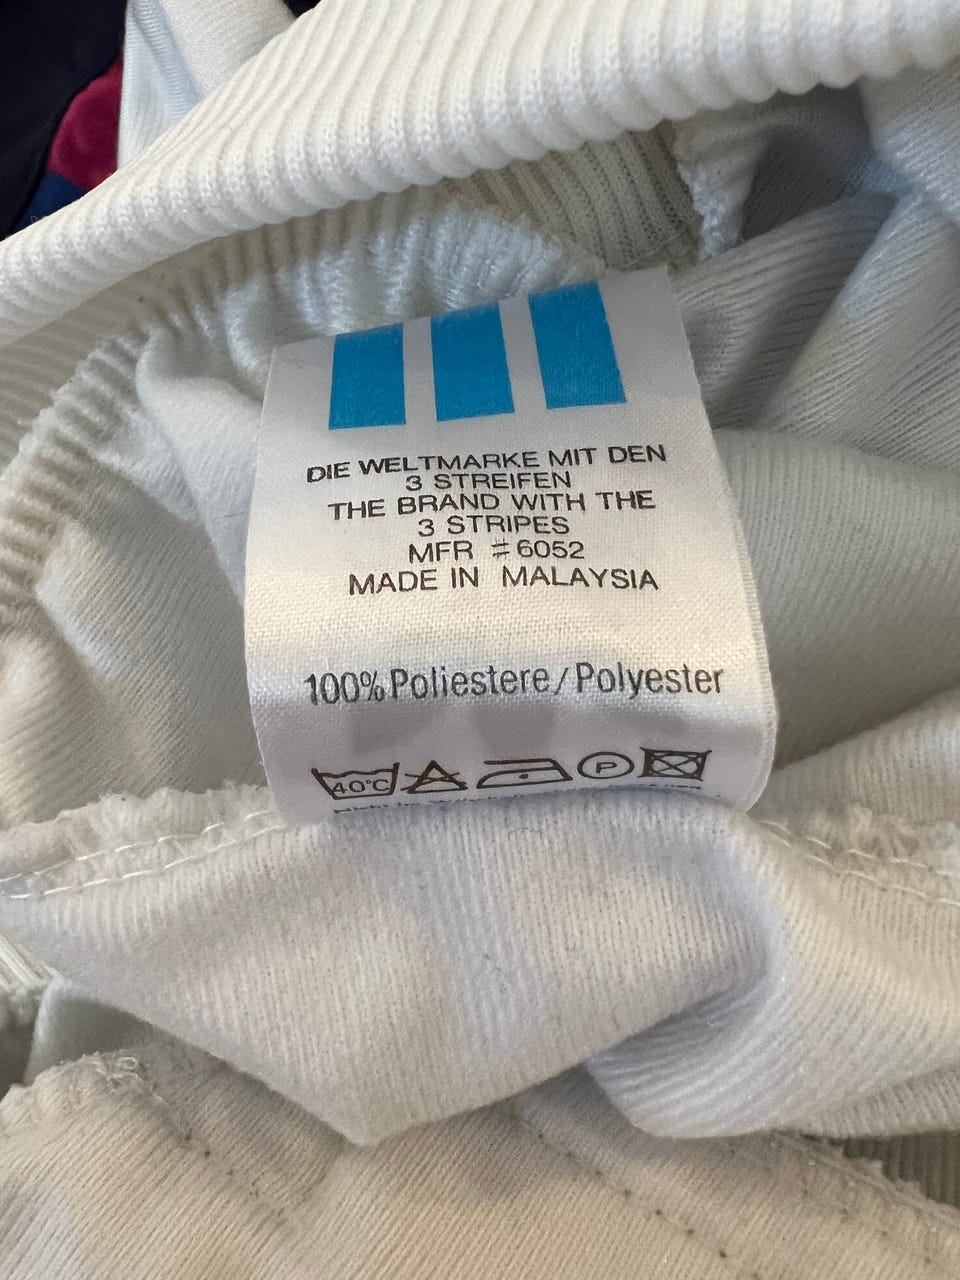 DIE WELTMARKE MIT DEN
3 STREIFEN
THE BRAND WITH THE
3 STRIPES
MFR #6052
MADE IN MALAYSIA
100% Poliestere/Polyester
40°C P